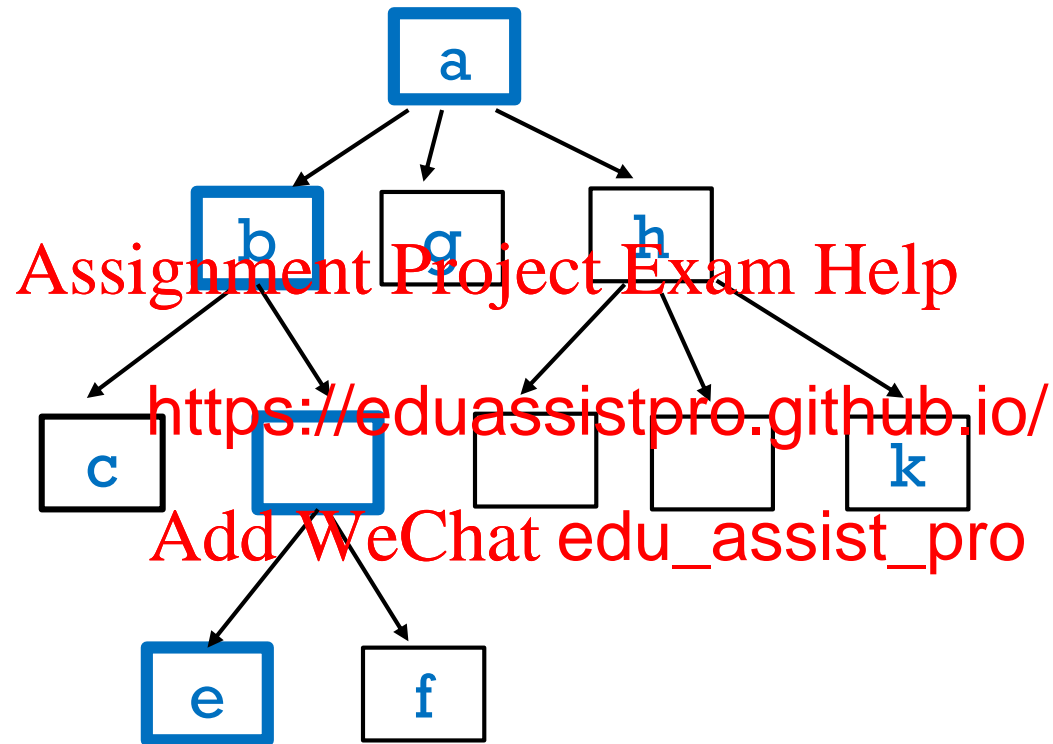 a
b g h
Assignment Project Exam Help
https://eduassistpro.github.io/
c k
Add WeChat edu_assist_pro
e f